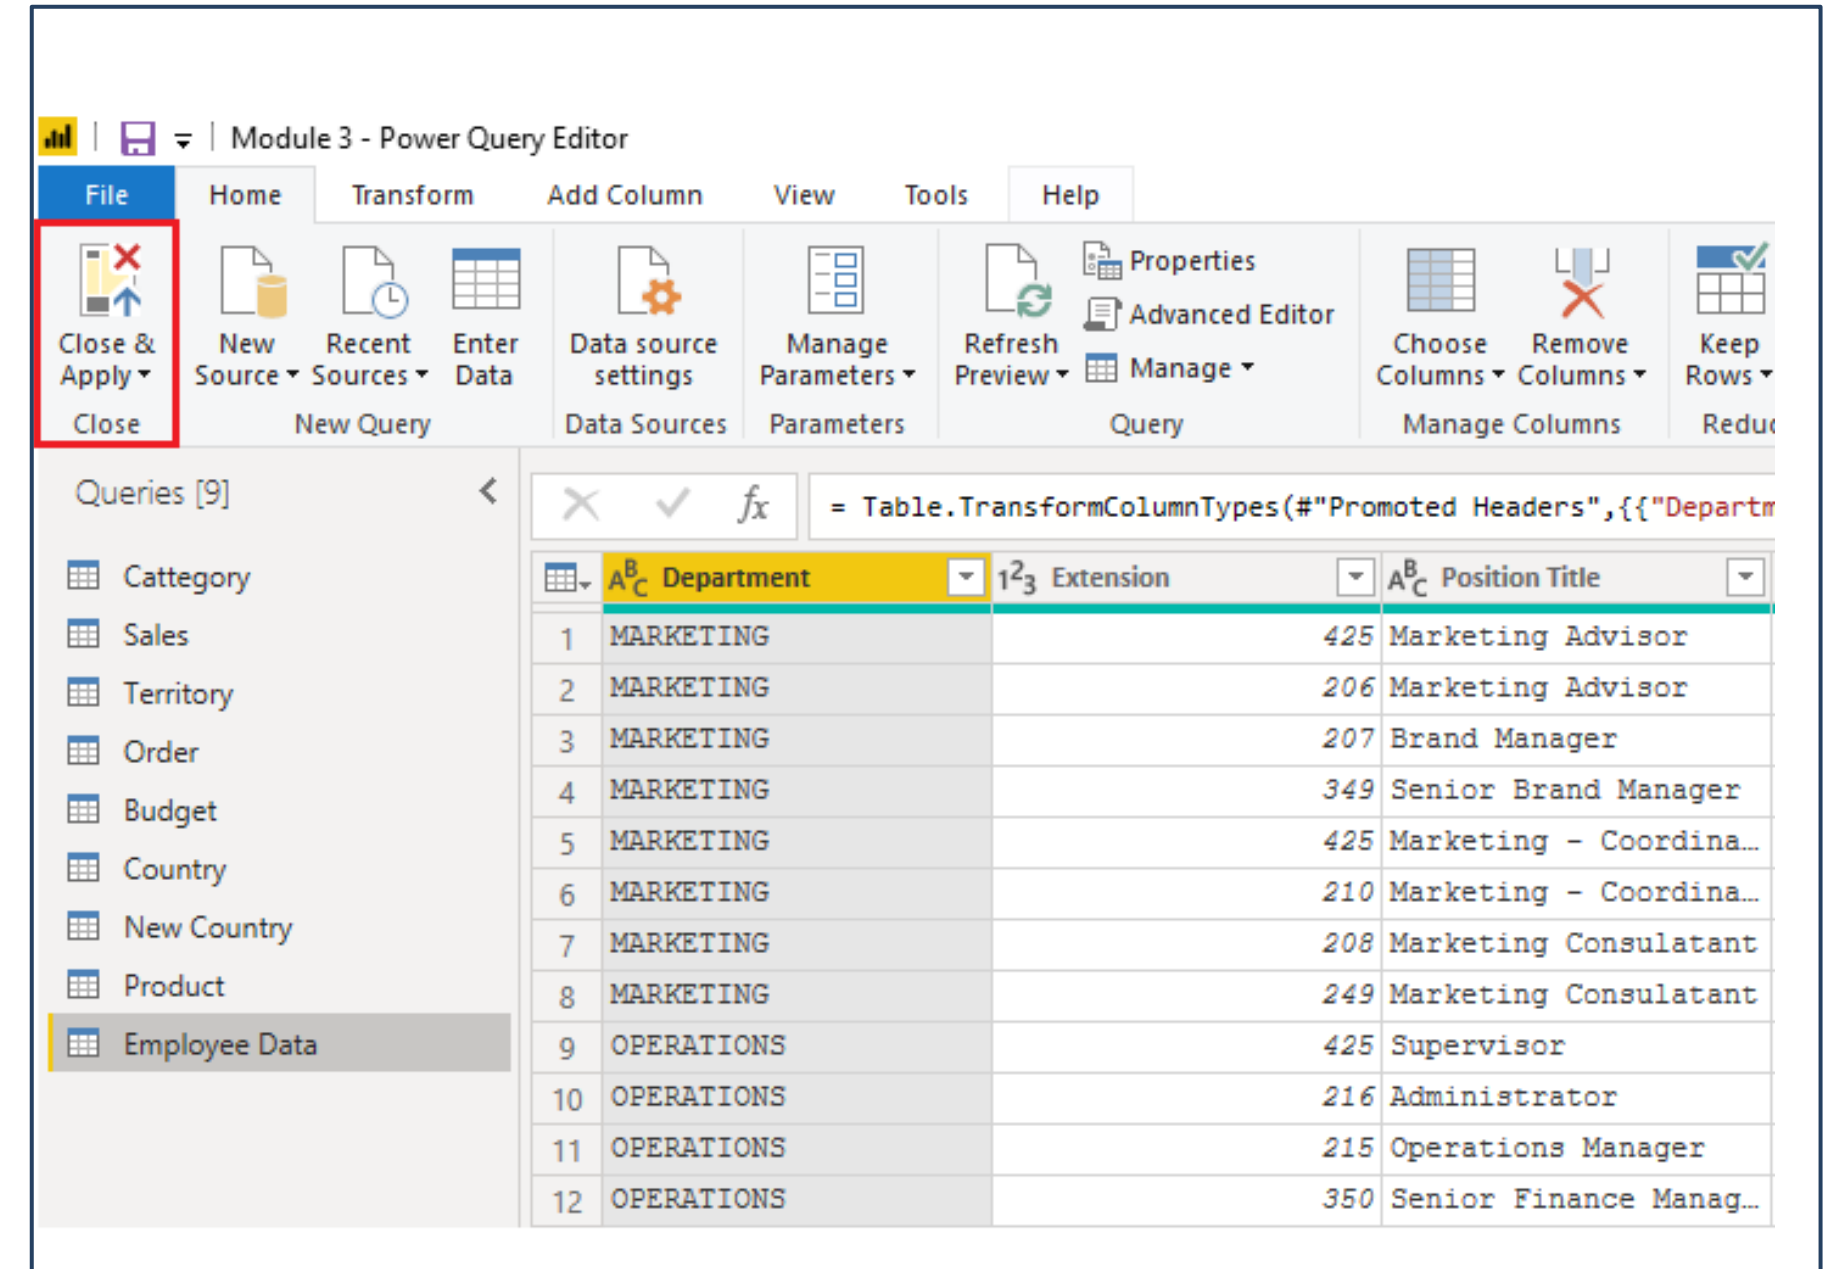 Module 3 - Power Query Editor
File Home Transform Add Column View Tools Help
Close & Apply
New Source
Recent Sources
Enter Data
Data source settings
Manage Parameters
Refresh Preview
Properties
Advanced Editor
Manage
Choose Columns
Remove Columns
Keep Rows
Close New Query Data Sources Parameters Query Manage Columns Reduc
Queries [9]
Cattegory
Sales
Territory
Order
Budget
Country
New Country
Product
Employee Data
fx = Table.TransformColumnTypes(#"Promoted Headers",{{"Departm
ABC Department 123 Extension ABC Position Title
1 MARKETING 425 Marketing Advisor
2 MARKETING 206 Marketing Advisor
3 MARKETING 207 Brand Manager
4 MARKETING 349 Senior Brand Manager
5 MARKETING 425 Marketing - Coordina...
6 MARKETING 210 Marketing - Coordina...
7 MARKETING 208 Marketing Consulatant
8 MARKETING 249 Marketing Consulatant
9 OPERATIONS 425 Supervisor
10 OPERATIONS 216 Administrator
11 OPERATIONS 215 Operations Manager
12 OPERATIONS 350 Senior Finance Manag...